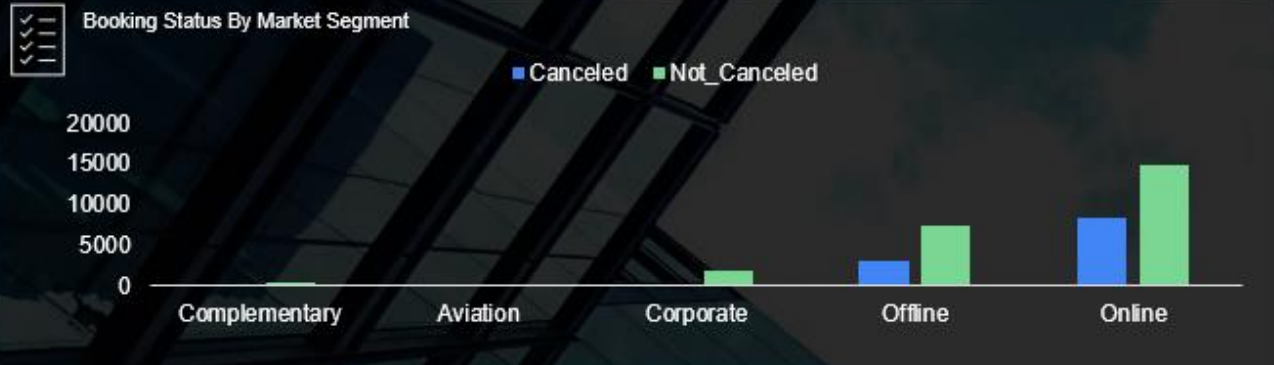 Booking Status By Market Segment
Canceled Not_Canceled
20000
15000
10000
5000
0
Complementary Aviation Corporate Offline Online